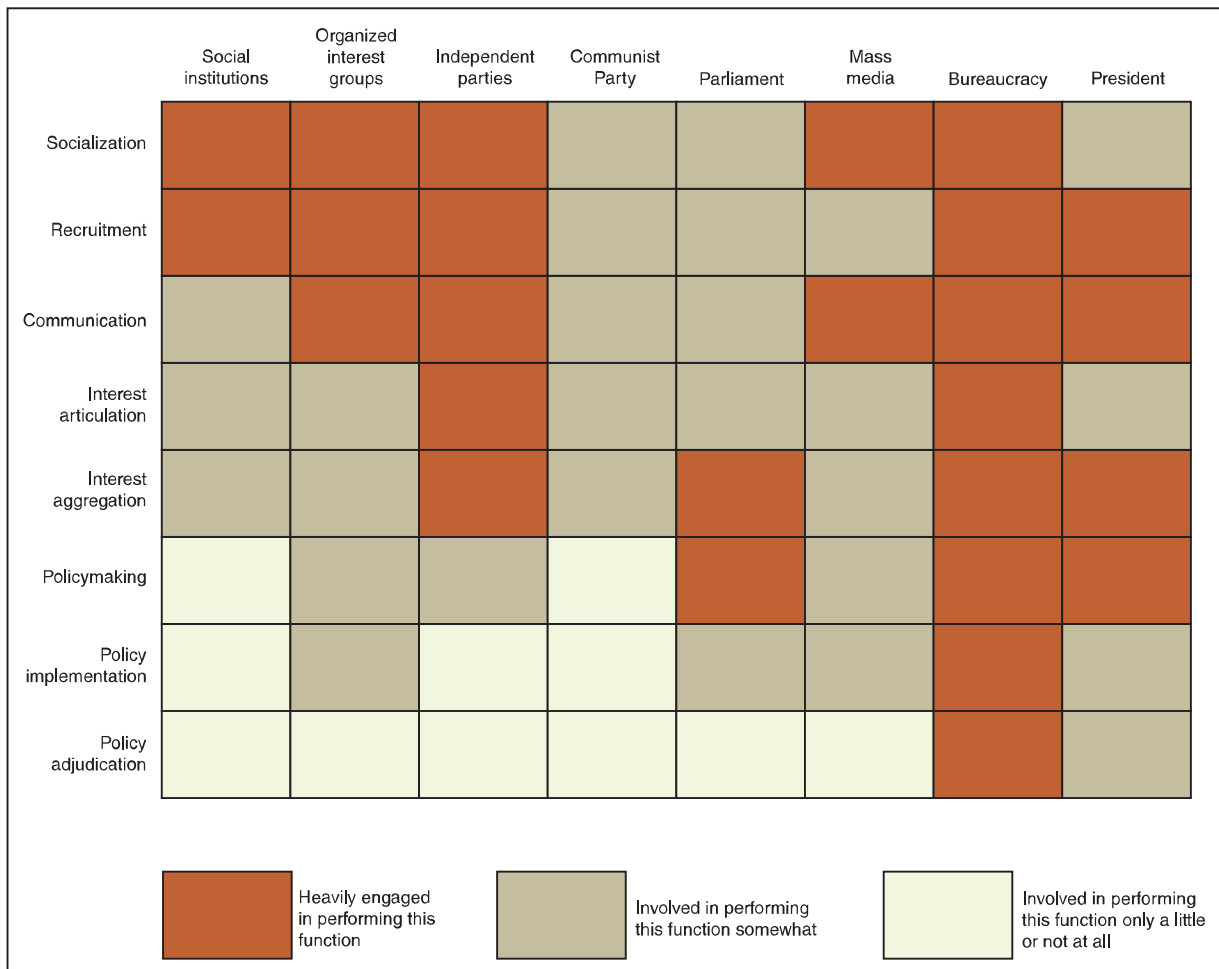 Social
institutions
Organized
interest
groups
Independent
parties
Communist
Party
Parliament
Mass
media
Bureaucracy
President
Socialization
Recruitment
Communication
Interest
articulation
Interest
aggregation
Policymaking
Policy
implementation
Policy
adjudication
Heavily engaged
in performing this
function
Involved in performing
this function somewhat
Involved in performing
this function only a little
or not at all